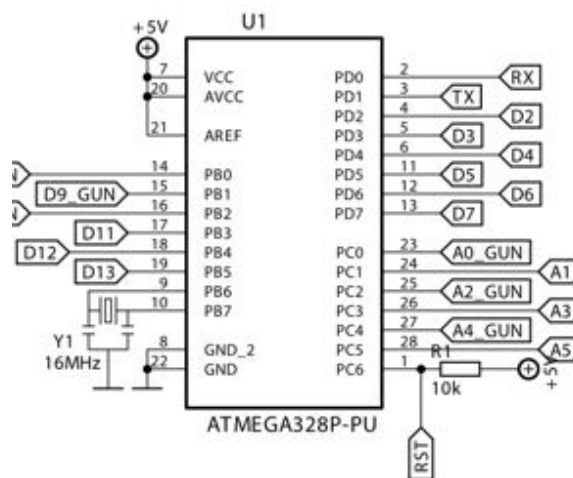 U1
+5V
7 VCC PD0 2 RX
20 AVCC PD1 3 TX
PD2 4 D2
21 AREF PD3 5 D3
PD4 6 D4
14 PB0 PD5 11 D5
D9_GUN 15 PB1 PD6 12 D6
16 PB2 PD7 13 D7
D11 17 PB3
D12 18 PB4 PC0 23 A0_GUN
D13 19 PB5 PC1 24 A1
9 PB6 PC2 25 A2_GUN
10 PB7 PC3 26 A3
PC4 27 A4_GUN
Y1 8 GND_2 PC5 28 A5
16MHz 22 GND PC6 1 R1
10k +5V
ATMEGA328P-PU
RST